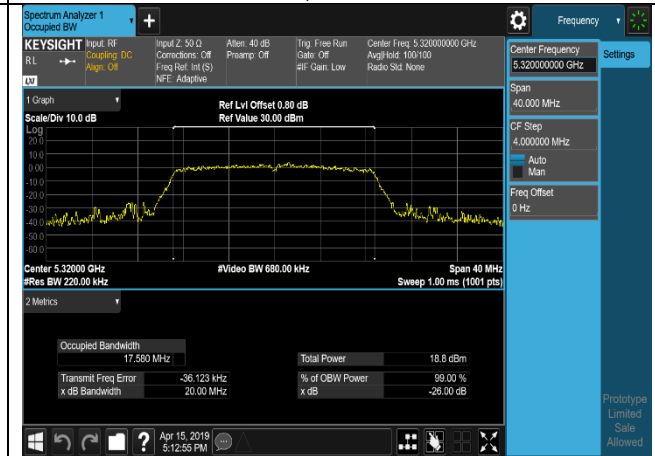 Spectrum Analyzer 1
Occupied BW
Frequency
KEYSIGHT
RL
LXI
Input: RF
Coupling: DC
Align: Off
Input Z: 50 Ω
Corrections: Off
Freq Ref: Int (S)
NFE: Adaptive
Atten: 40 dB
Preamp: Off
Trig: Free Run
Gate: Off
#IF Gain: Low
Center Freq: 5.320000000 GHz
Avg|Hold: 100/100
Radio Std: None
Center Frequency
5.320000000 GHz
Settings
Span
40.000 MHz
CF Step
4.000000 MHz
Auto
Man
Freq Offset
0 Hz
1 Graph
Scale/Div 10.0 dB
Ref Lvl Offset 0.80 dB
Ref Value 30.00 dBm
Log
20.0
10.0
0.00
-10.0
-20.0
-30.0
-40.0
-50.0
-60.0
Center 5.32000 GHz
#Video BW 680.00 kHz
Span 40 MHz
#Res BW 220.00 kHz
Sweep 1.00 ms (1001 pts)
2 Metrics
Occupied Bandwidth
17.580 MHz
Total Power 18.8 dBm
Transmit Freq Error -36.123 kHz
% of OBW Power 99.00 %
x dB Bandwidth 20.00 MHz
x dB -26.00 dB
Prototype
Limited
Sale
Allowed
Apr 15, 2019
5:12:55 PM